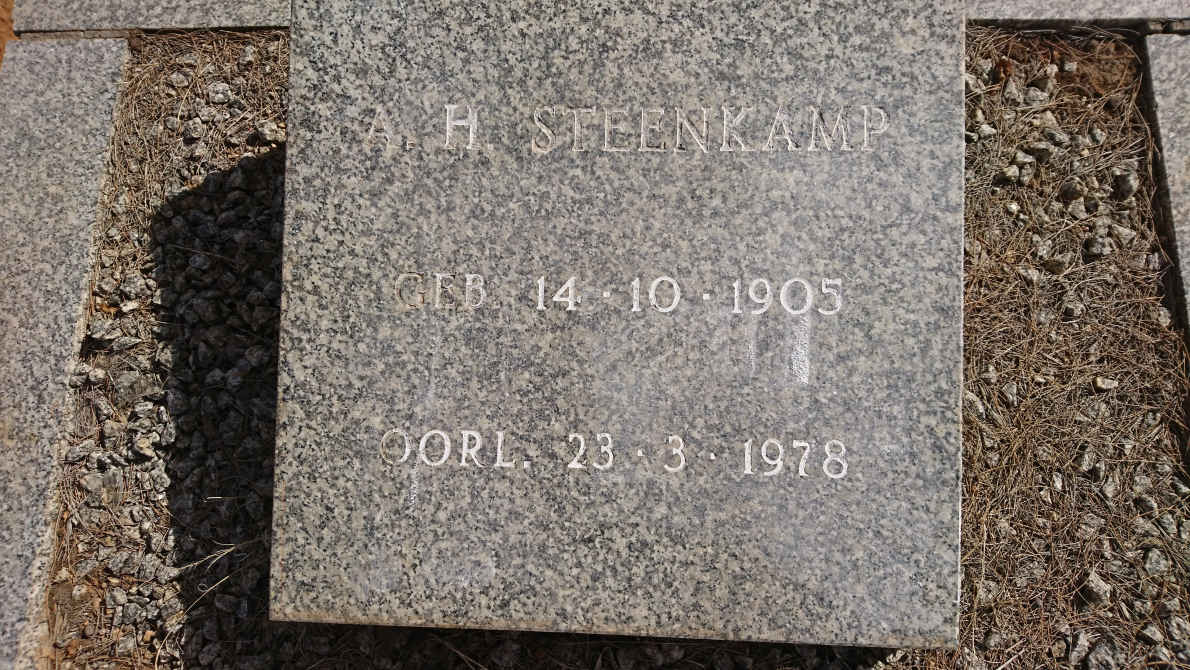 A. H. STEENKAMP
GEB 14·10·1905
OORL. 23·3·1978